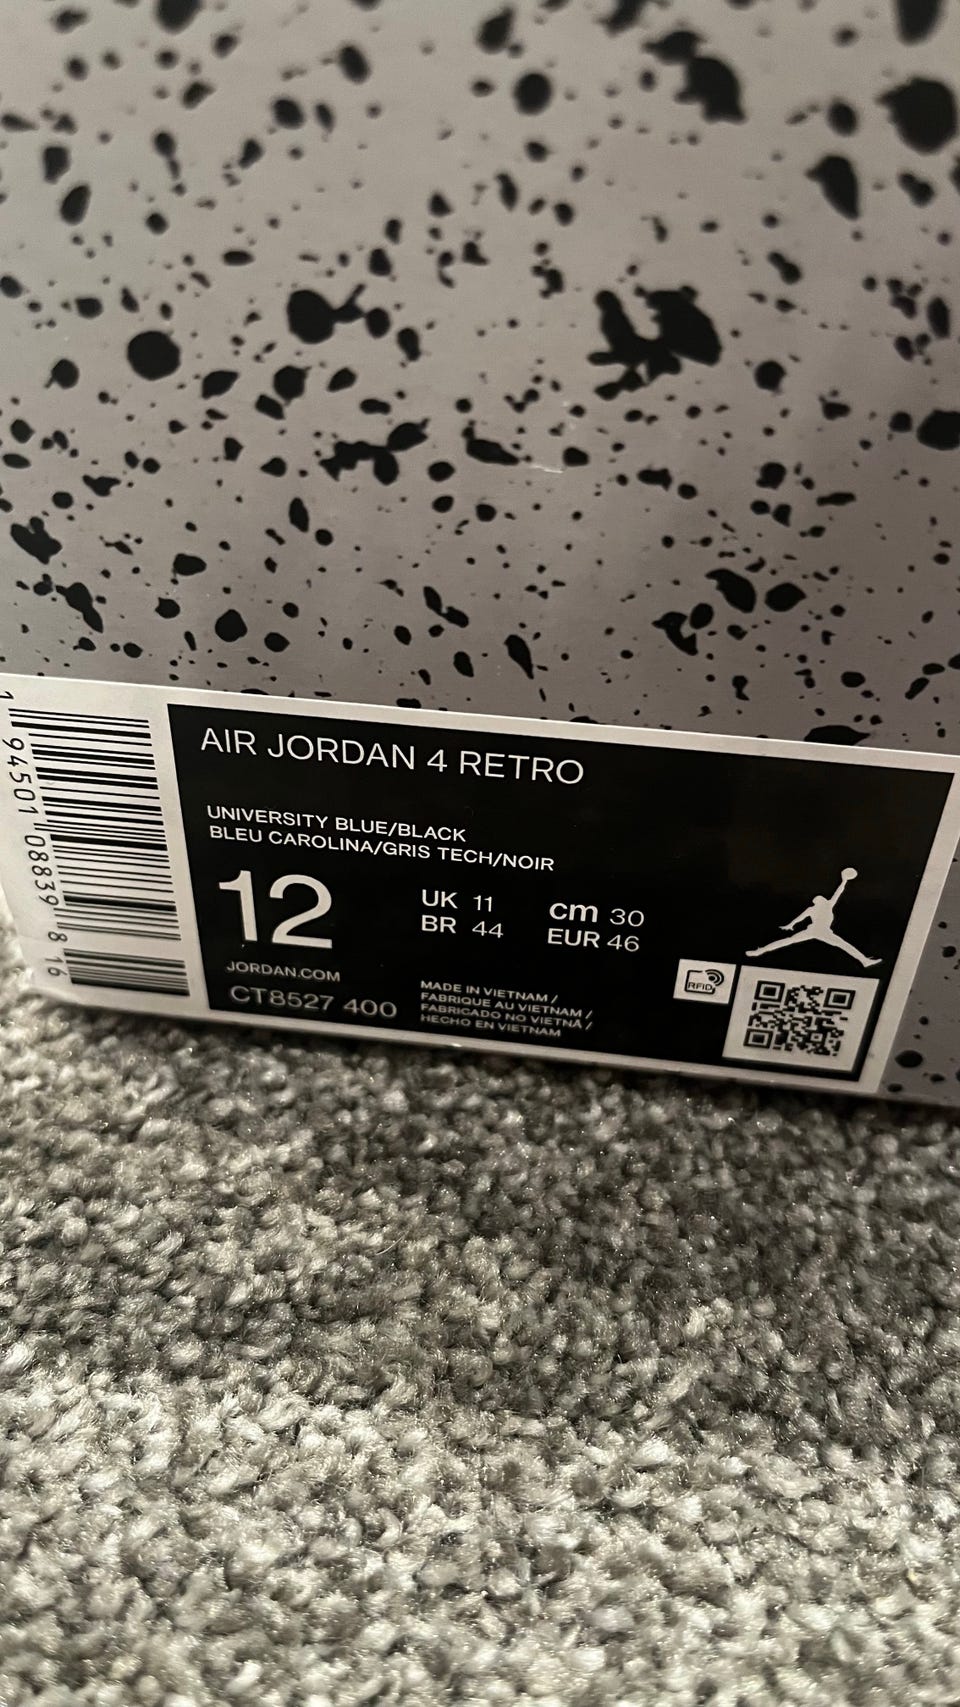 AIR JORDAN 4 RETRO
UNIVERSITY BLUE/BLACK
BLEU CAROLINA/GRIS TECH/NOIR
12
UK 11
cm 30
BR 44
EUR 46
JORDAN.COM
CT8527 400
MADE IN VIETNAM /
FABRIQUE AU VIETNAM /
FABRICADO NO VIETNÃ /
HECHO EN VIETNAM
RFID
1 94501 08839 8 16